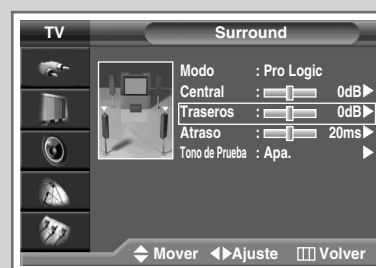 TV Surround
Modo : Pro Logic
Central : 0dB
Traseros : 0dB
Atraso : 20ms
Tono de Prueba : Apa.
Mover Ajuste Volver